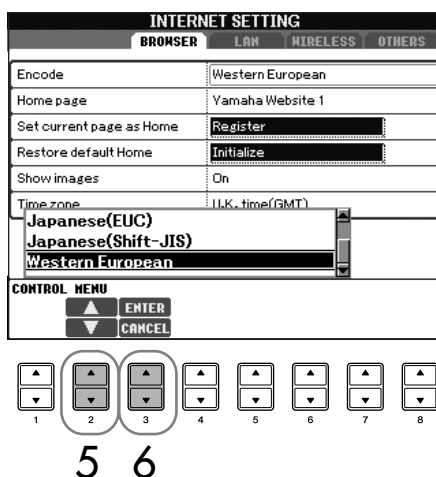 INTERNET SETTING
BROWSER LAN WIRELESS OTHERS
Encode Western European
Home page Yamaha Website 1
Set current page as Home Register
Restore default Home Initialize
Show images On
Time zone U.K. time(GMT)
Japanese(EUC)
Japanese(Shift-JIS)
Western European
CONTROL MENU
ENTER
CANCEL
1 2 3 4 5 6 7 8
5 6